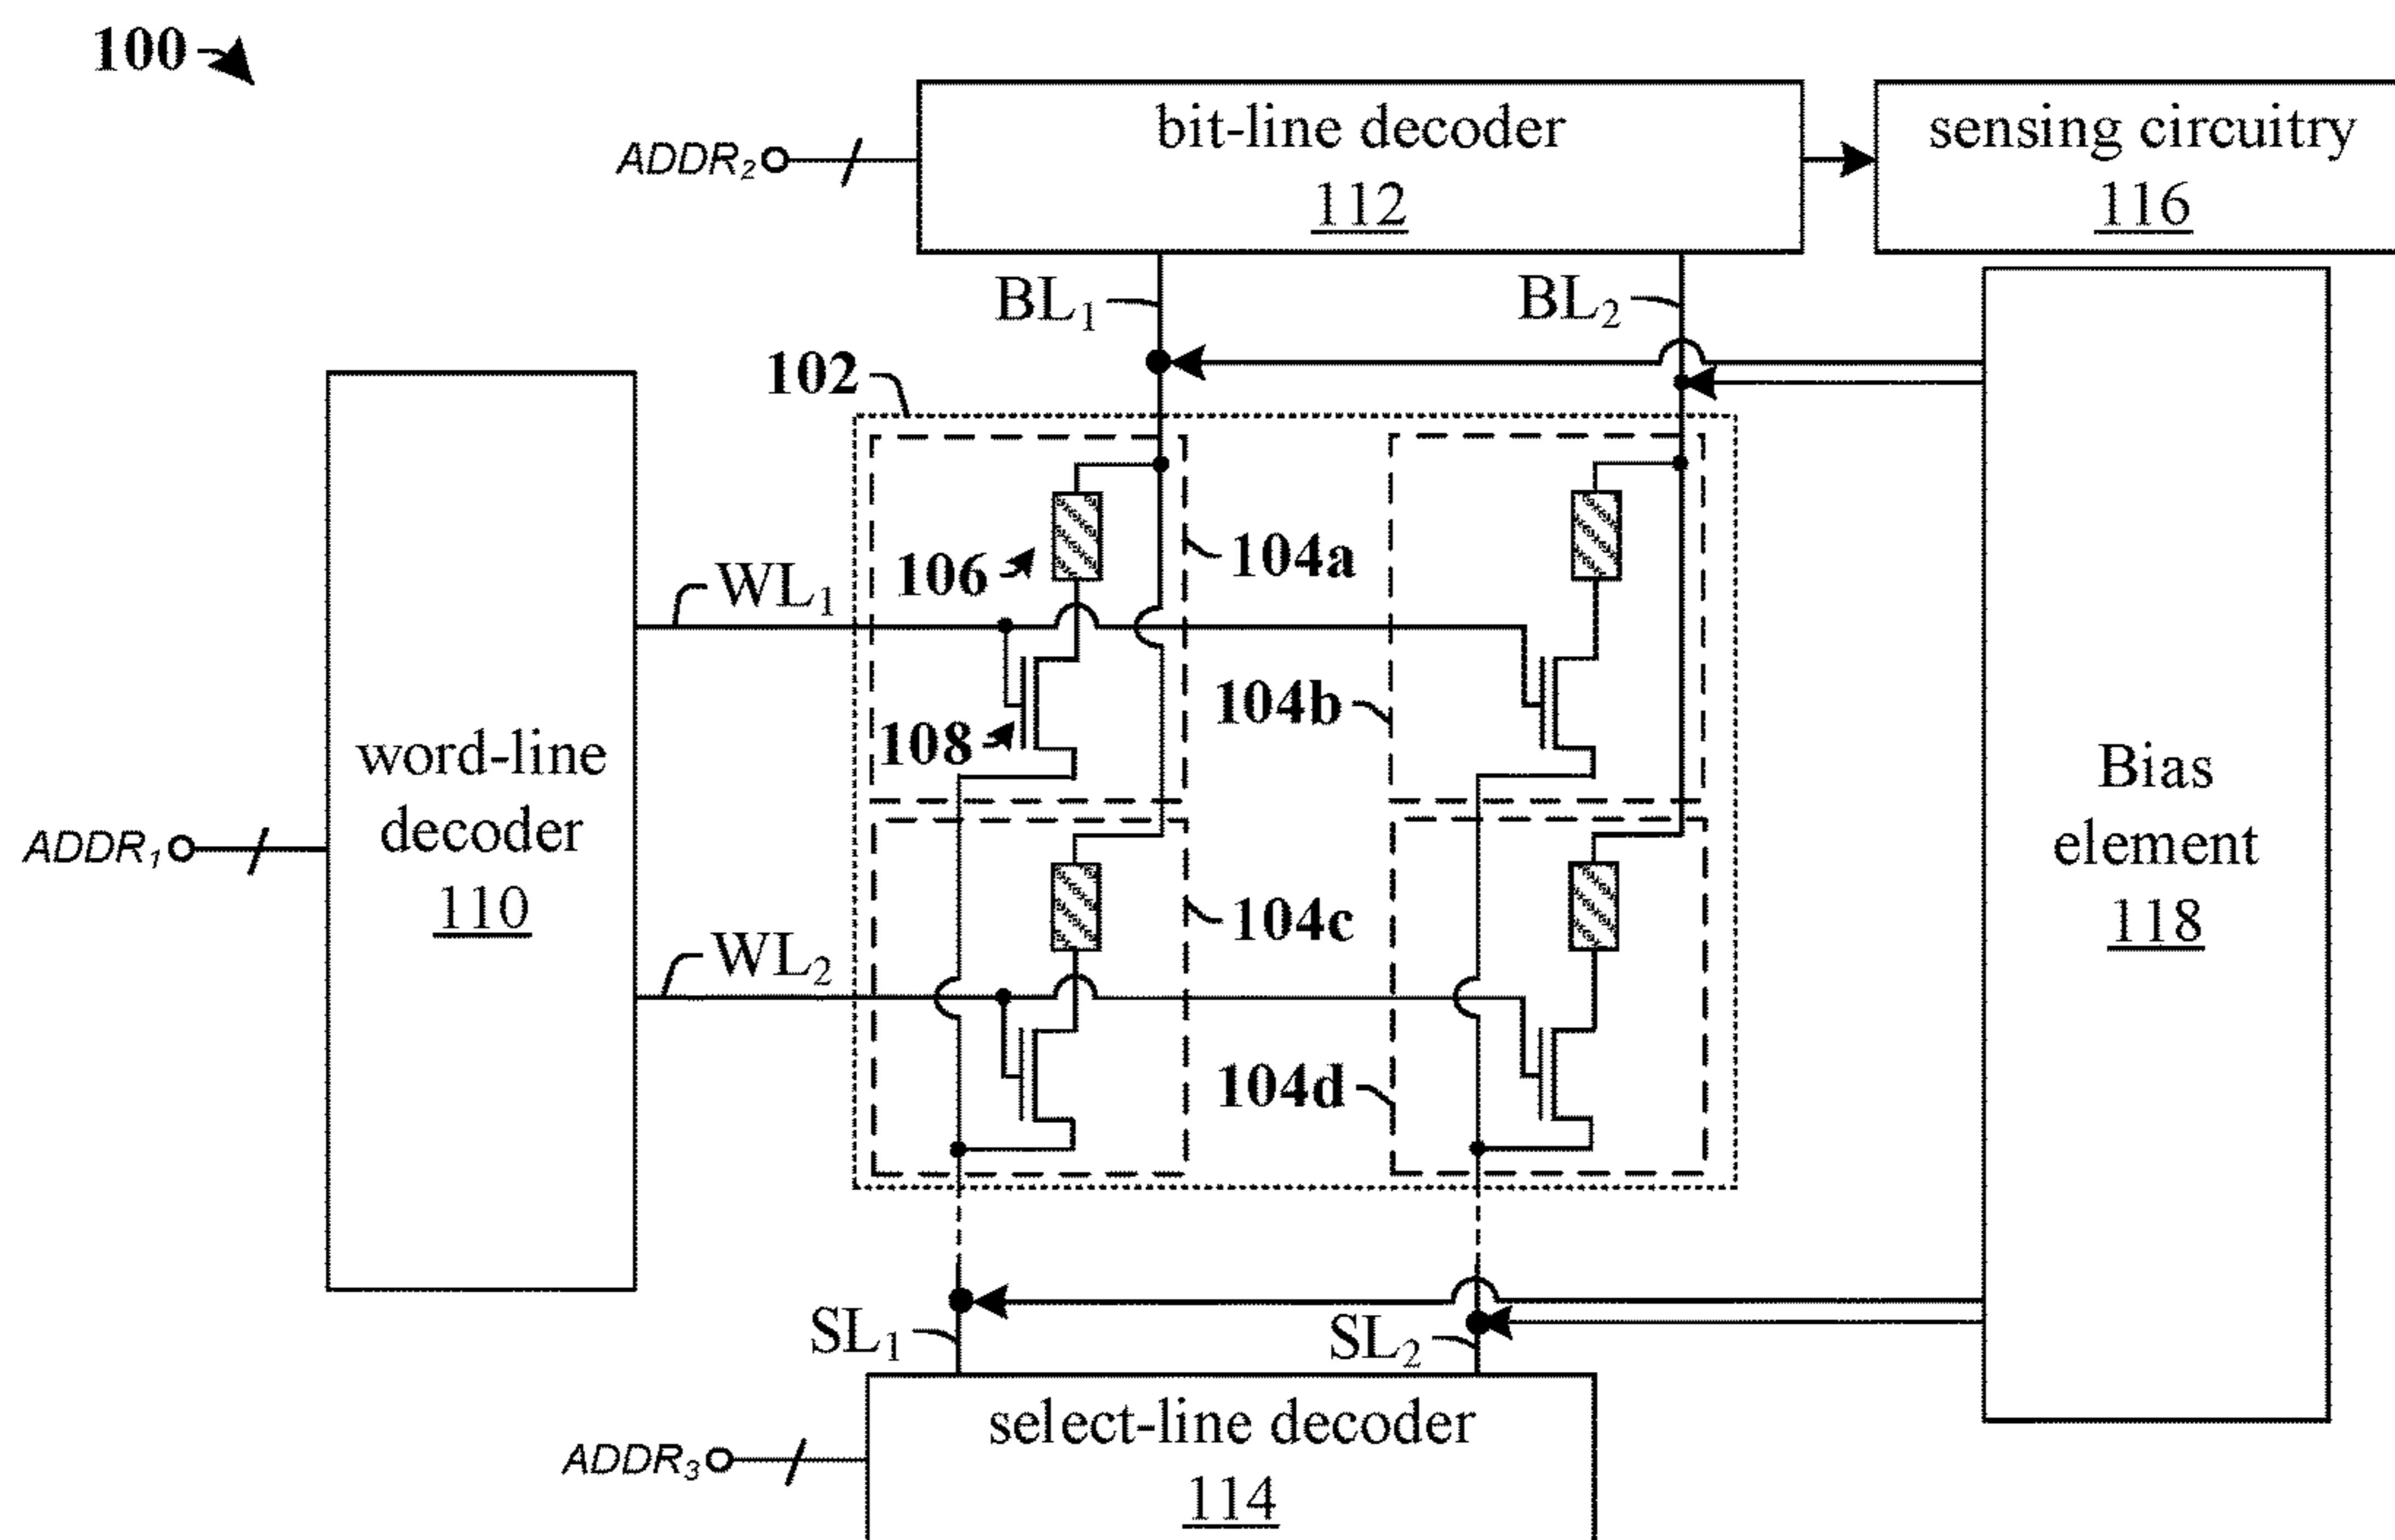 100
bit-line decoder
112
sensing circuitry
116
ADDR₂
BL₁
BL₂
102
106
104a
WL₁
104b
108
word-line
decoder
110
Bias
element
118
ADDR₁
104c
WL₂
104d
SL₁
SL₂
select-line decoder
114
ADDR₃